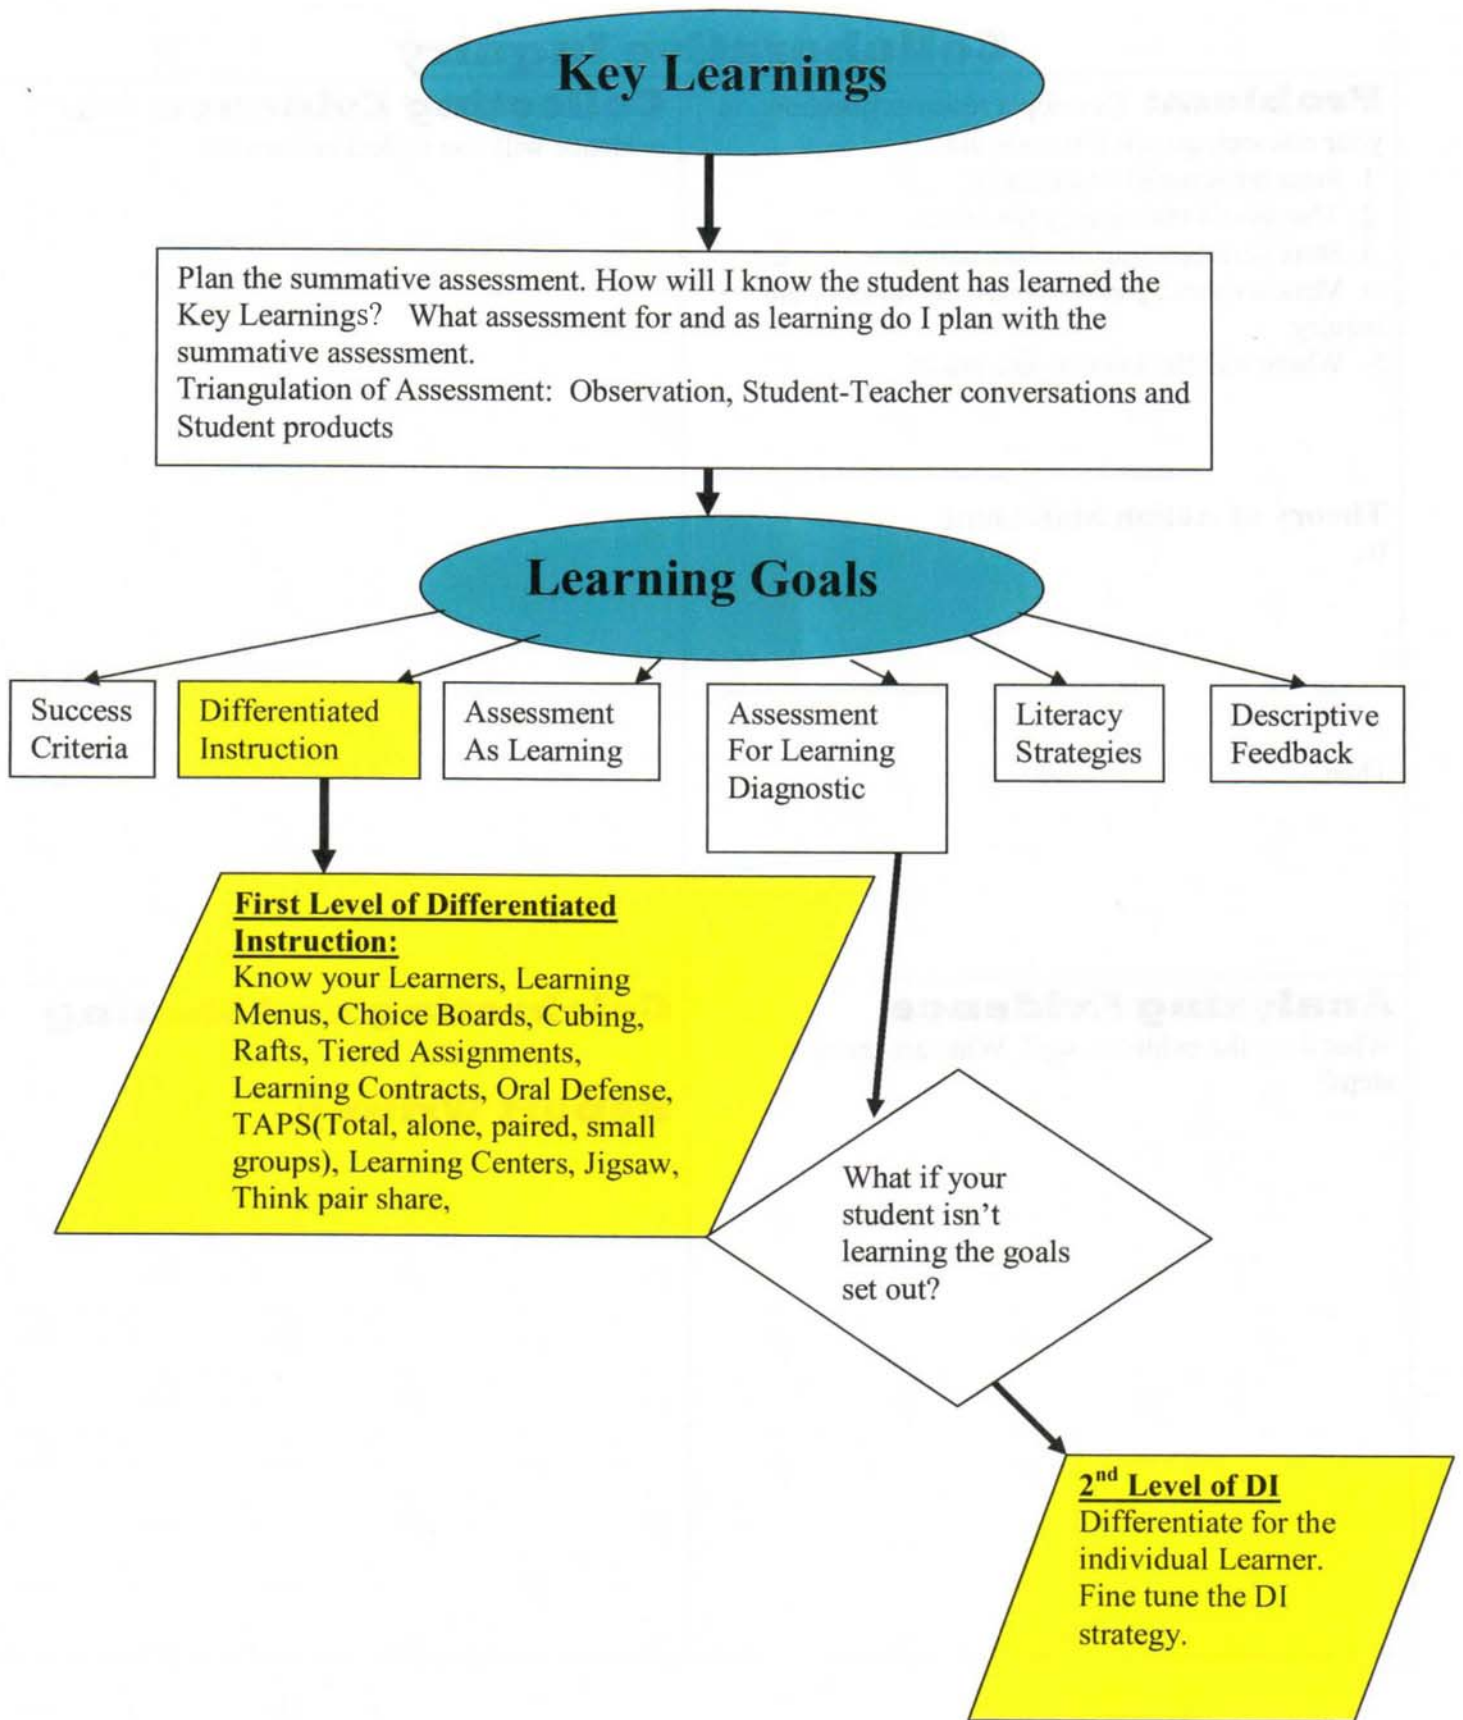 Key Learnings
Plan the summative assessment. How will I know the student has learned the
Key Learnings?   What assessment for and as learning do I plan with the
summative assessment.
Triangulation of Assessment:  Observation, Student-Teacher conversations and
Student products
Learning Goals
Success
Criteria
Differentiated
Instruction
Assessment
As Learning
Assessment
For Learning
Diagnostic
Literacy
Strategies
Descriptive
Feedback
First Level of Differentiated
Instruction:
Know your Learners, Learning
Menus, Choice Boards, Cubing,
Rafts, Tiered Assignments,
Learning Contracts, Oral Defense,
TAPS(Total, alone, paired, small
groups), Learning Centers, Jigsaw,
Think pair share,
What if your
student isn't
learning the goals
set out?
2nd Level of DI
Differentiate for the
individual Learner.
Fine tune the DI
strategy.